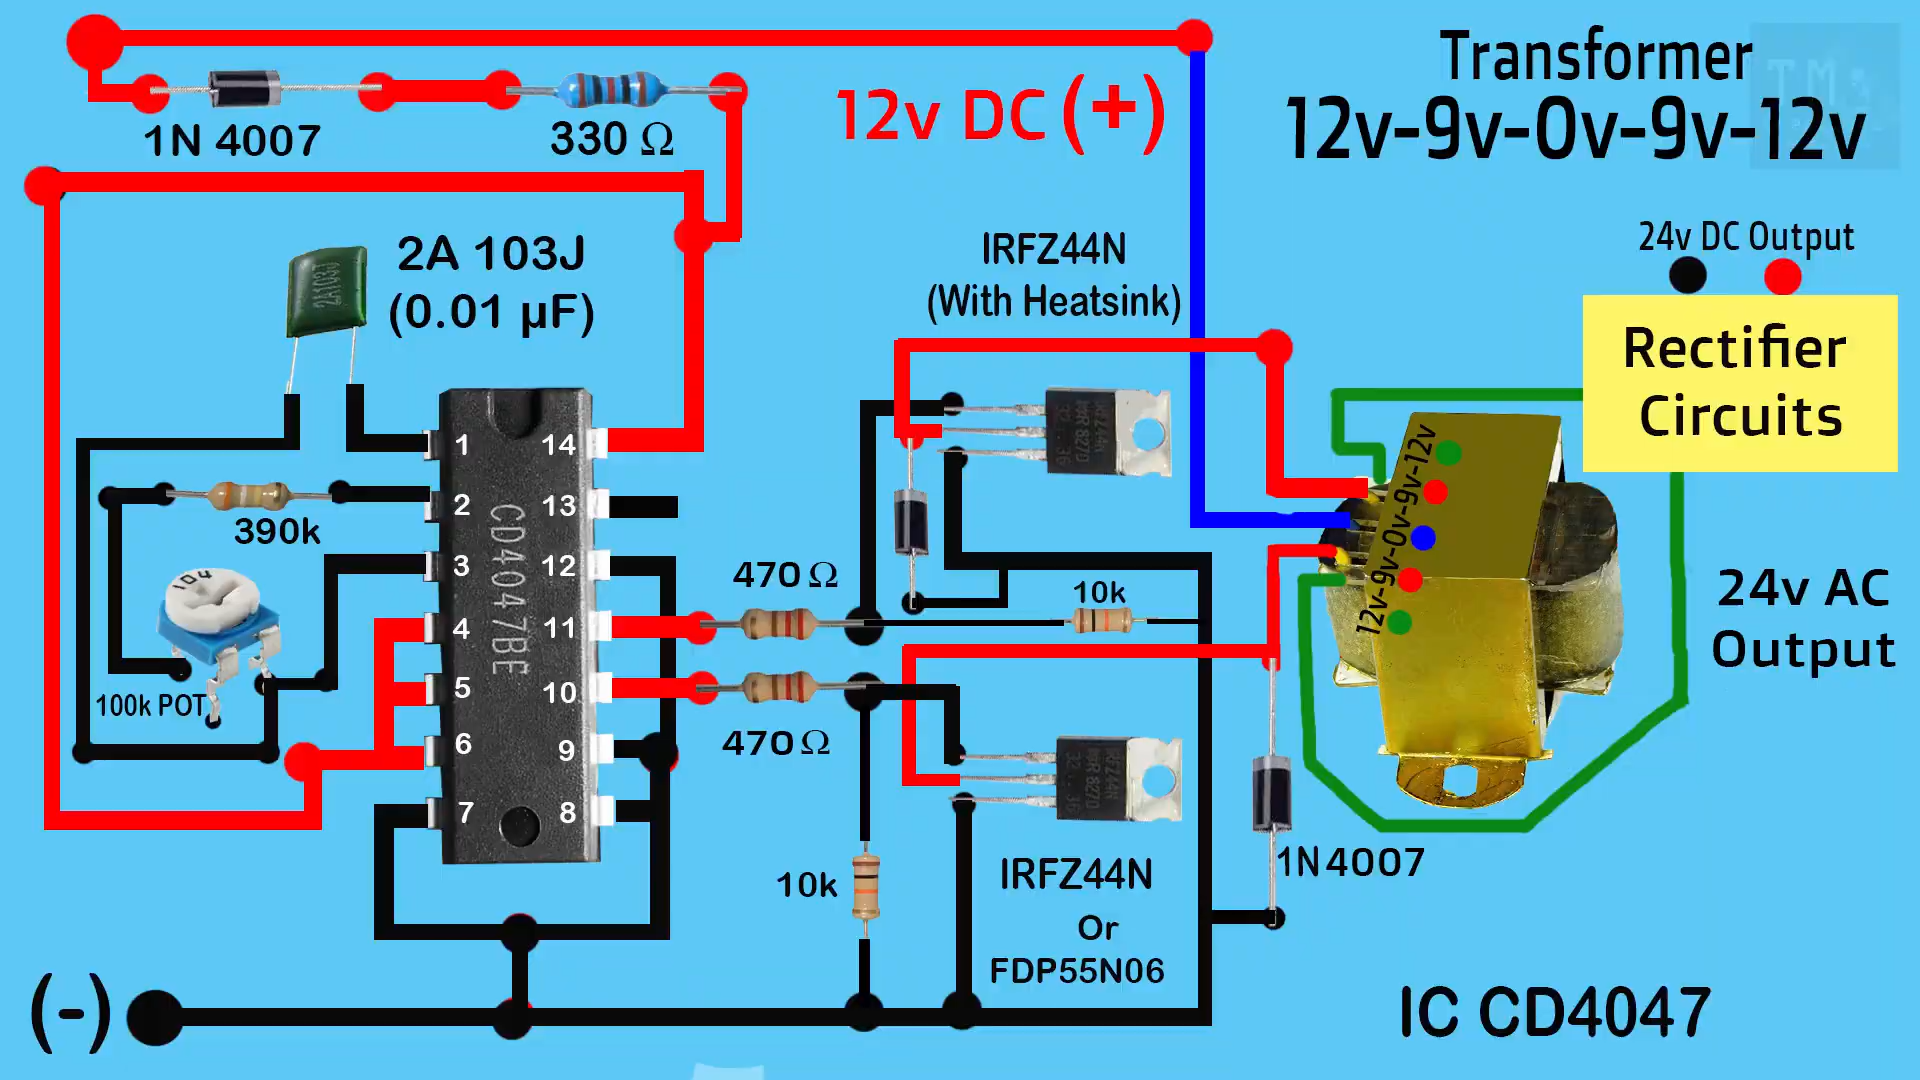 Transformer
12v-9v-0v-9v-12v
1N 4007
330 Ω
12v DC (+)
24v DC Output
2A 103J
(0.01 µF)
2A103J
IRFZ44N
(With Heatsink)
Rectifier
Circuits
1
2
3
4
5
6
7
14
13
12
11
10
9
8
CD4047BE
390k
104
100k POT
470 Ω
470 Ω
10k
10k
12v-9v-0v-9v-12v
24v AC
Output
1N4007
IRFZ44N
Or
FDP55N06
(-)
IC CD4047